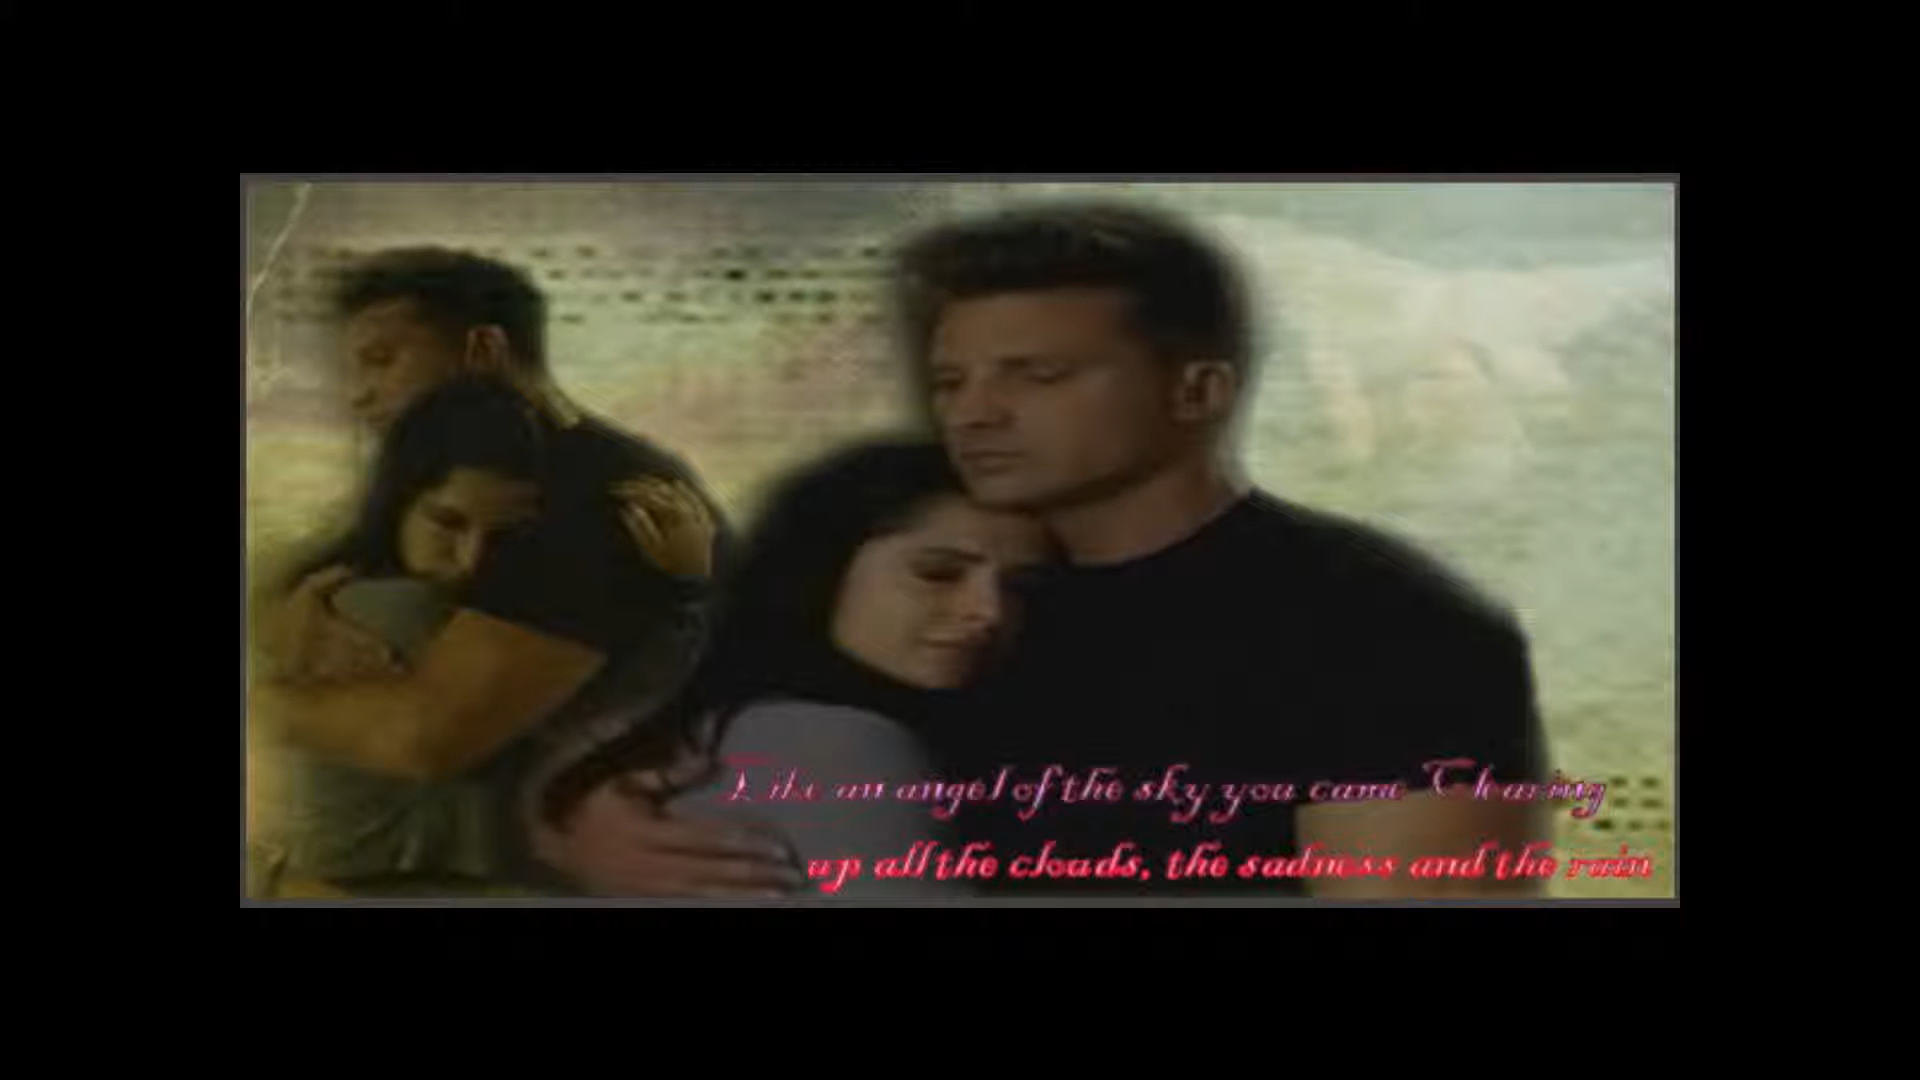 Like an angel of the sky you came Clearing
up all the clouds, the sadness and the rain